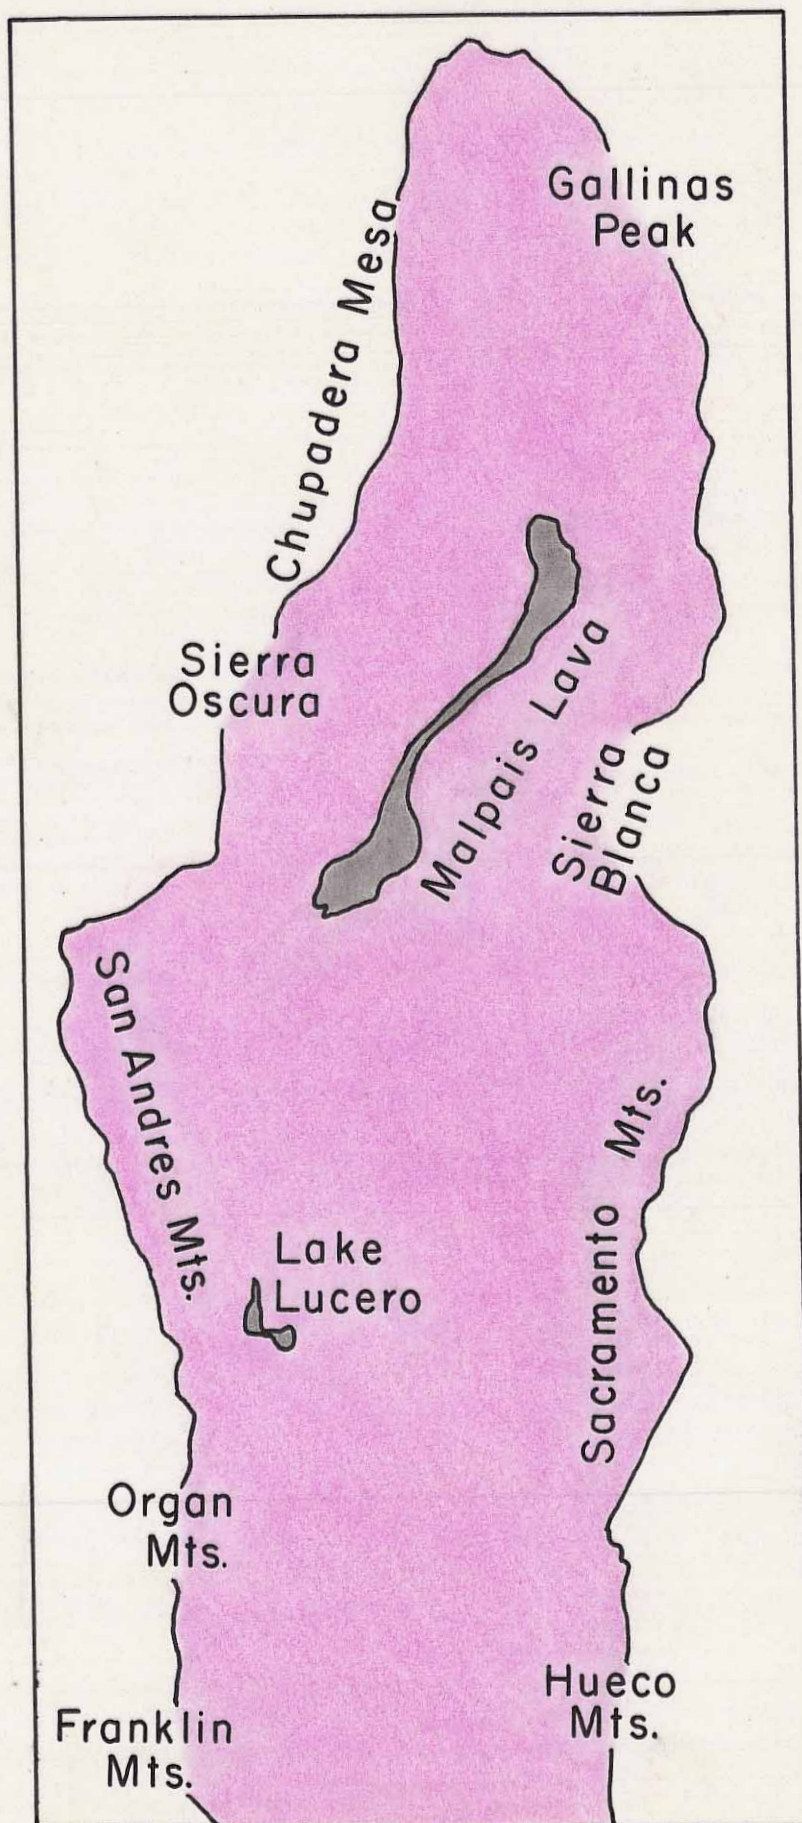 Gallinas
Peak
Chupadera Mesa
Sierra
Oscura
Malpais Lava
Sierra
Blanca
San Andres Mts.
Sacramento Mts.
Lake
Lucero
Organ
Mts.
Hueco
Mts.
Franklin
Mts.